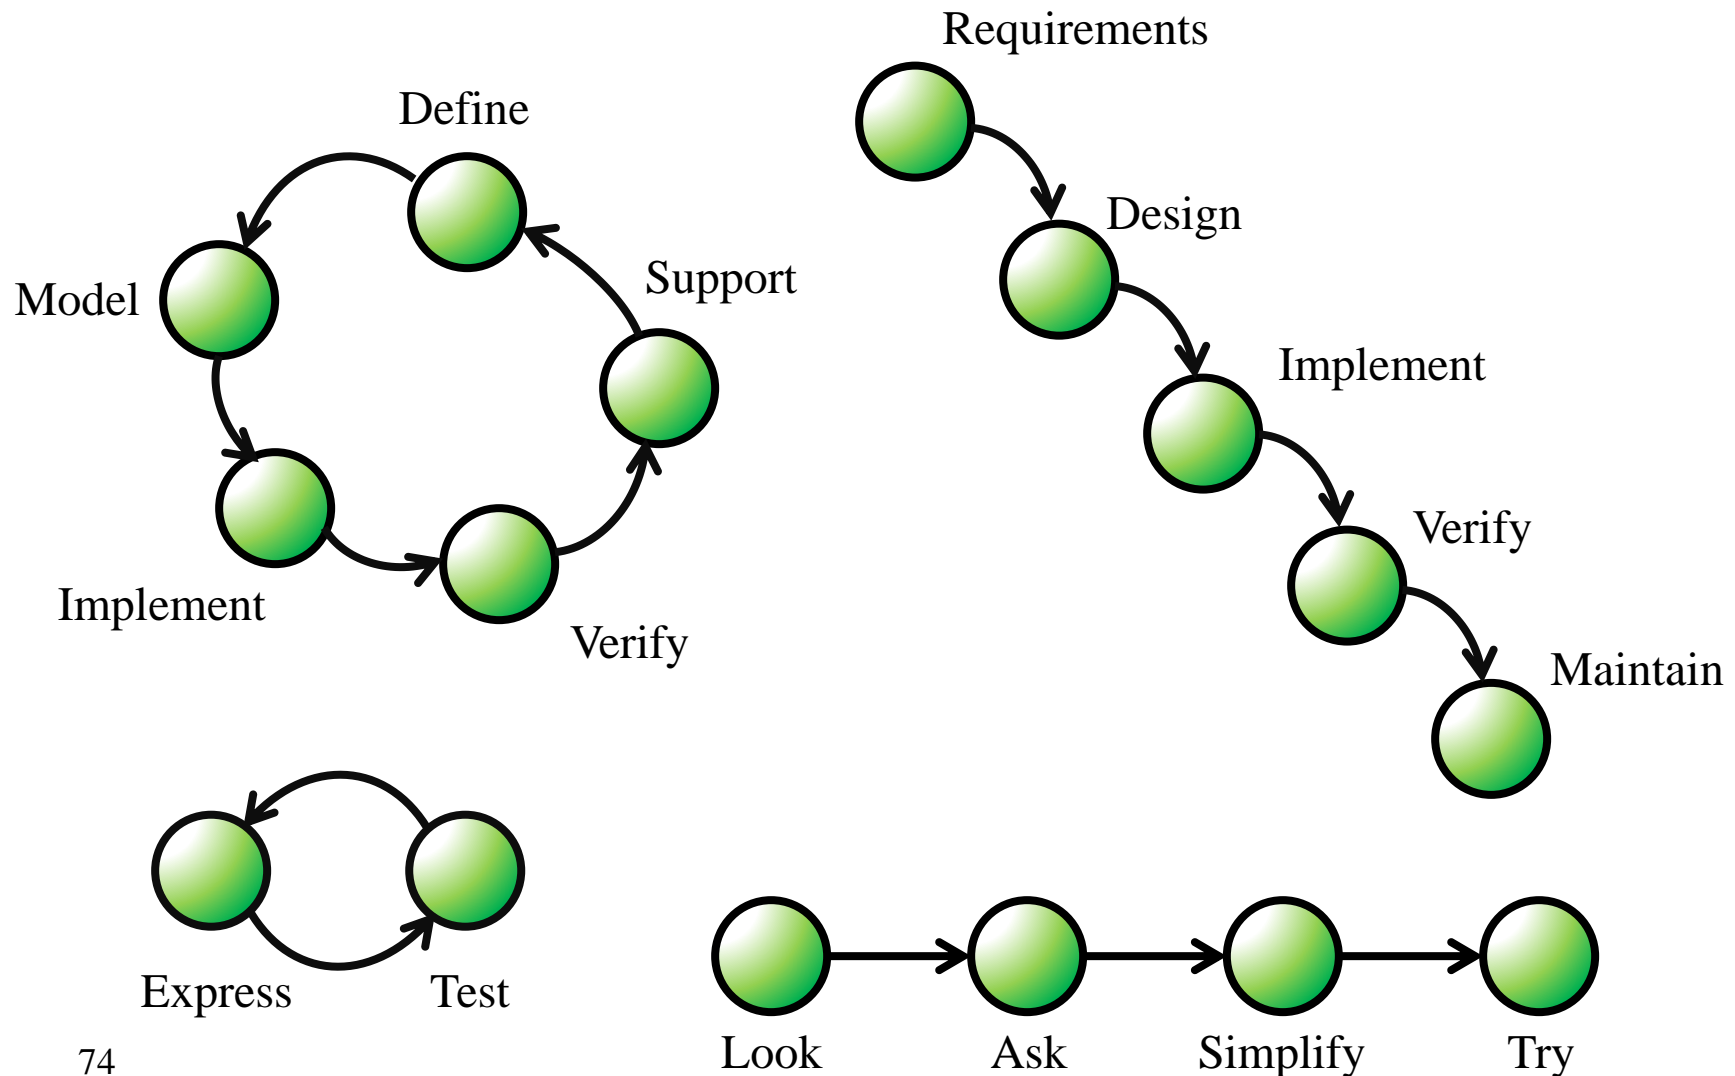 Requirements
Define
Design
Support
Model
Implement
Verify
Implement
Verify
Maintain
Express
Test
Look
Ask
Simplify
Try
74